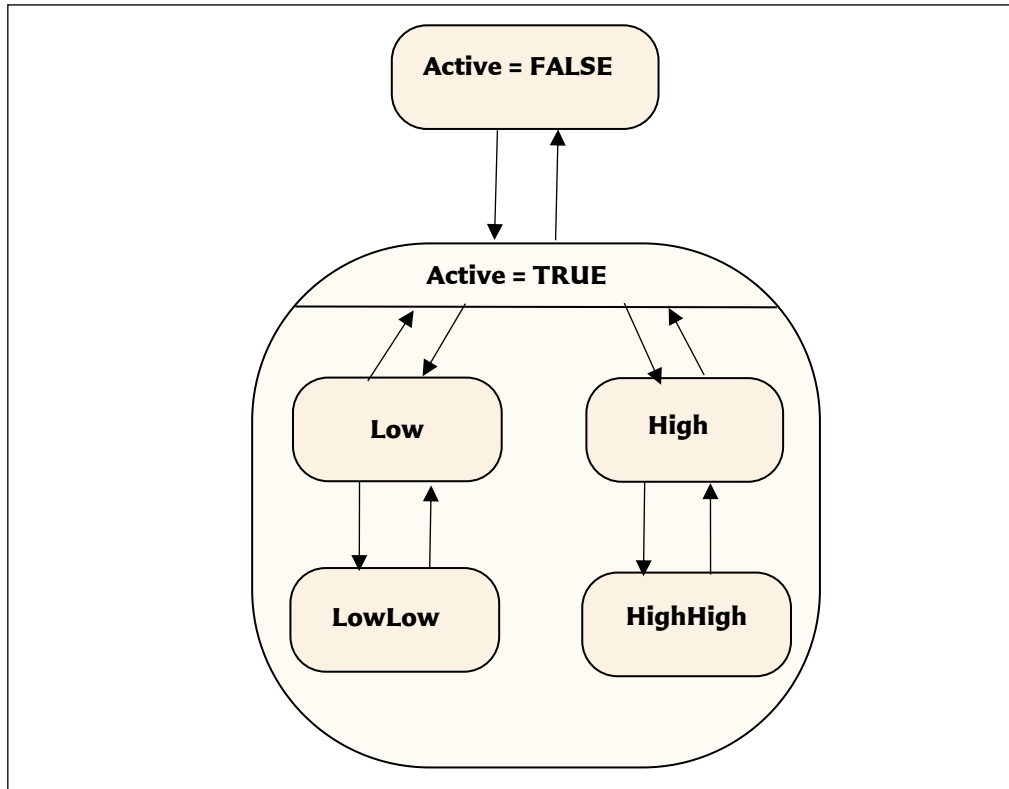 Active = FALSE
Active = TRUE
Low
High
LowLow
HighHigh